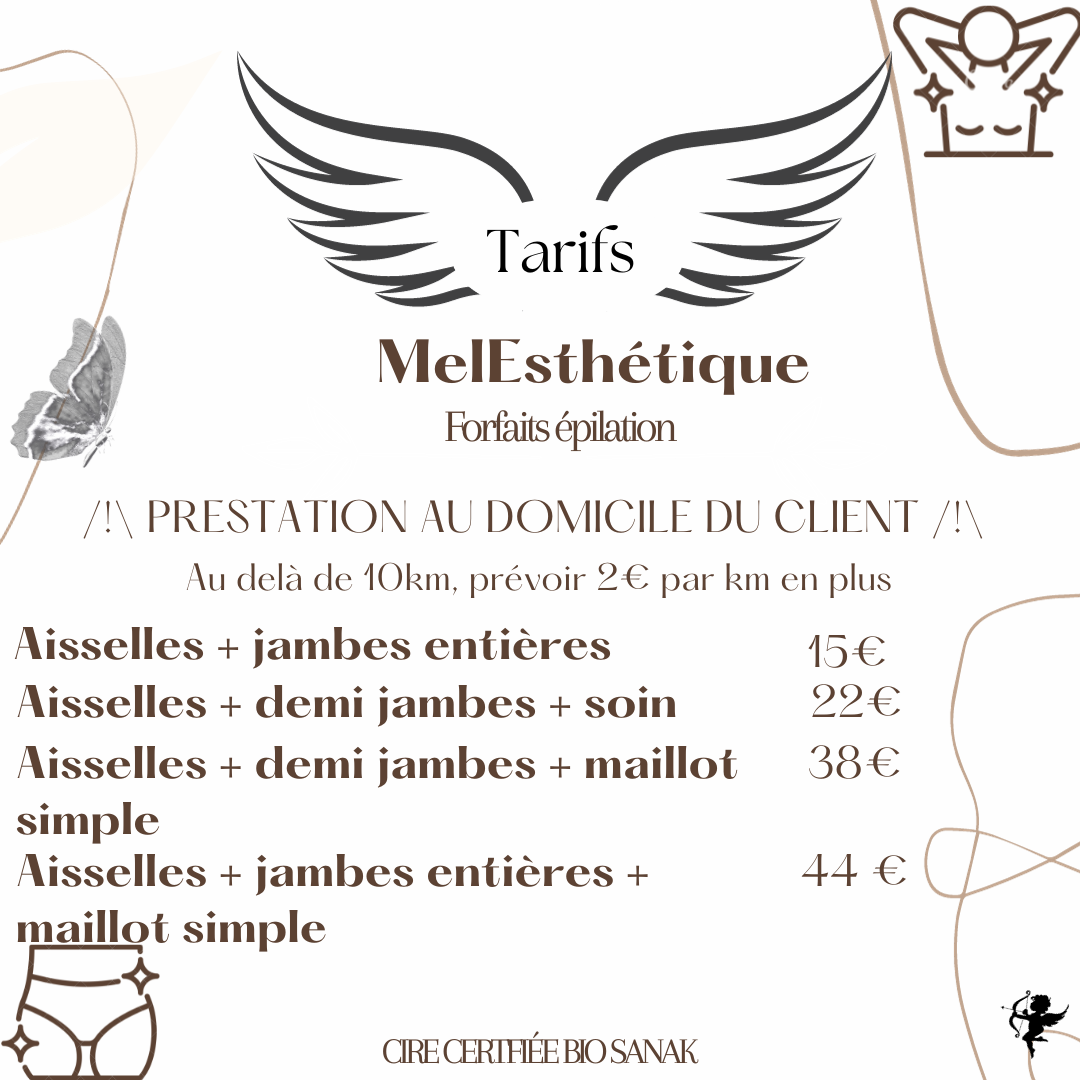 Tarifs
MelEsthétique
Forfaits épilation
/!\ PRESTATION AU DOMICILE DU CLIENT /!\
Au delà de 10km, prévoir 2€ par km en plus
Aisselles + jambes entières 15€
Aisselles + demi jambes + soin 22€
Aisselles + demi jambes + maillot 38€
simple
Aisselles + jambes entières + 44 €
maillot simple
CIRE CERTFIÉE BIO SANAK